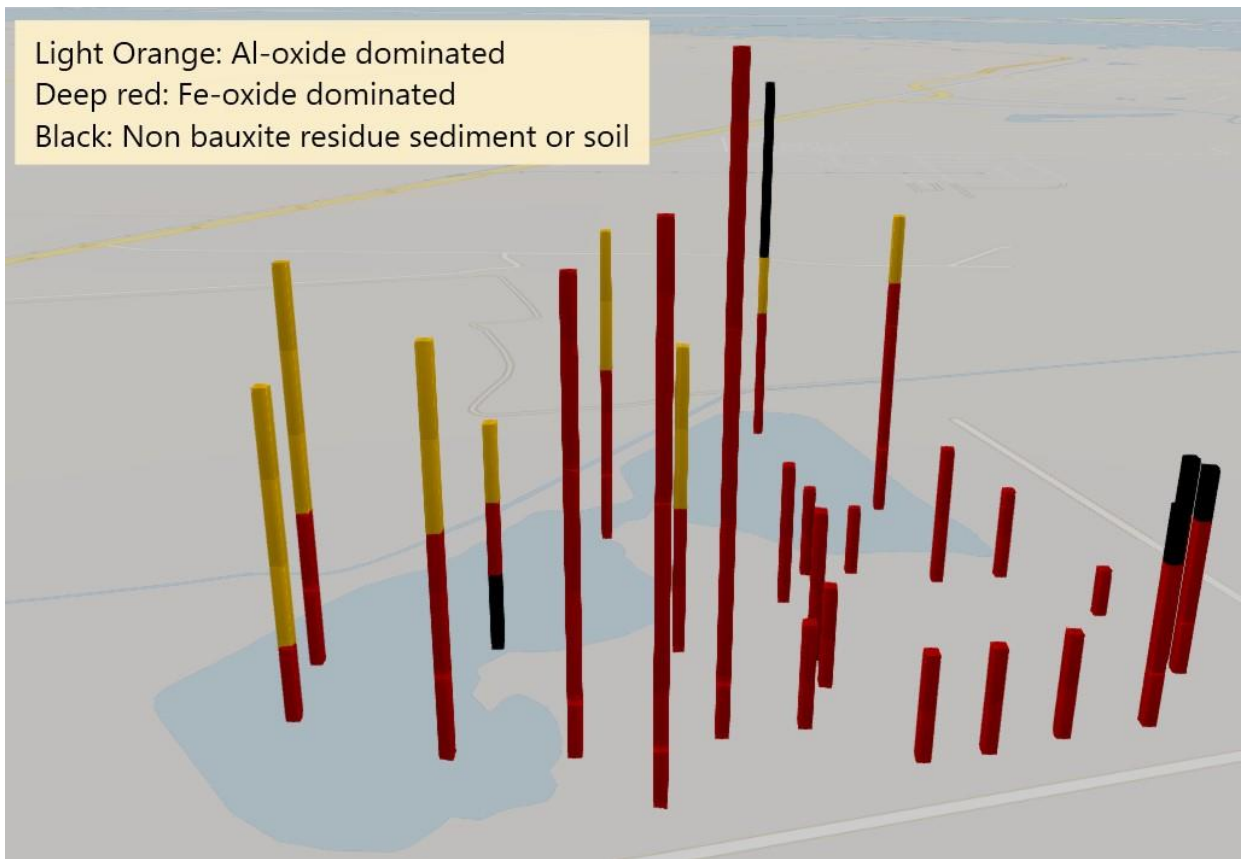 Light Orange: Al-oxide dominated
Deep red: Fe-oxide dominated
Black: Non bauxite residue sediment or soil